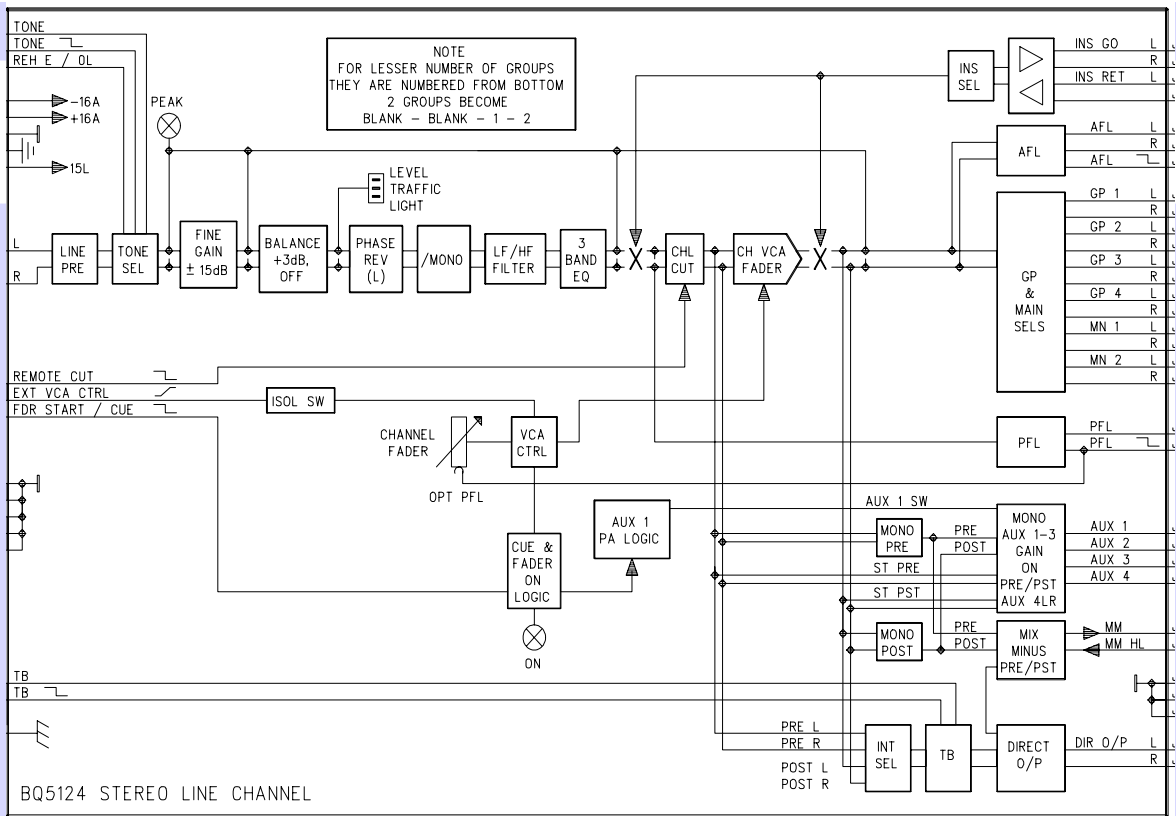 TONE
TONE
REH E / OL
-16A
+16A
15L
PEAK
NOTE
FOR LESSER NUMBER OF GROUPS
THEY ARE NUMBERED FROM BOTTOM
2 GROUPS BECOME
BLANK - BLANK - 1 - 2
INS
SEL
INS GO L
R
INS RET L
AFL
AFL L
R
AFL
LEVEL
TRAFFIC
LIGHT
L
R
LINE
PRE
TONE
SEL
FINE
GAIN
± 15dB
BALANCE
+3dB,
OFF
PHASE
REV
(L)
/MONO
LF/HF
FILTER
3
BAND
EQ
X
CHL
CUT
CH VCA
FADER
X
GP
&
MAIN
SELS
GP 1 L
R
GP 2 L
R
GP 3 L
R
GP 4 L
R
MN 1 L
R
MN 2 L
R
REMOTE CUT
EXT VCA CTRL
FDR START / CUE
ISOL SW
CHANNEL
FADER
VCA
CTRL
OPT PFL
PFL
PFL
PFL
AUX 1 SW
AUX 1
PA LOGIC
CUE &
FADER
ON
LOGIC
ON
MONO
PRE
PRE
POST
ST PRE
ST PST
MONO
AUX 1-3
GAIN
ON
PRE/PST
AUX 4LR
AUX 1
AUX 2
AUX 3
AUX 4
MONO
POST
PRE
POST
MIX
MINUS
PRE/PST
MM
MM HL
TB
TB
PRE L
PRE R
POST L
POST R
INT
SEL
TB
DIRECT
O/P
DIR O/P L
R
BQ5124 STEREO LINE CHANNEL